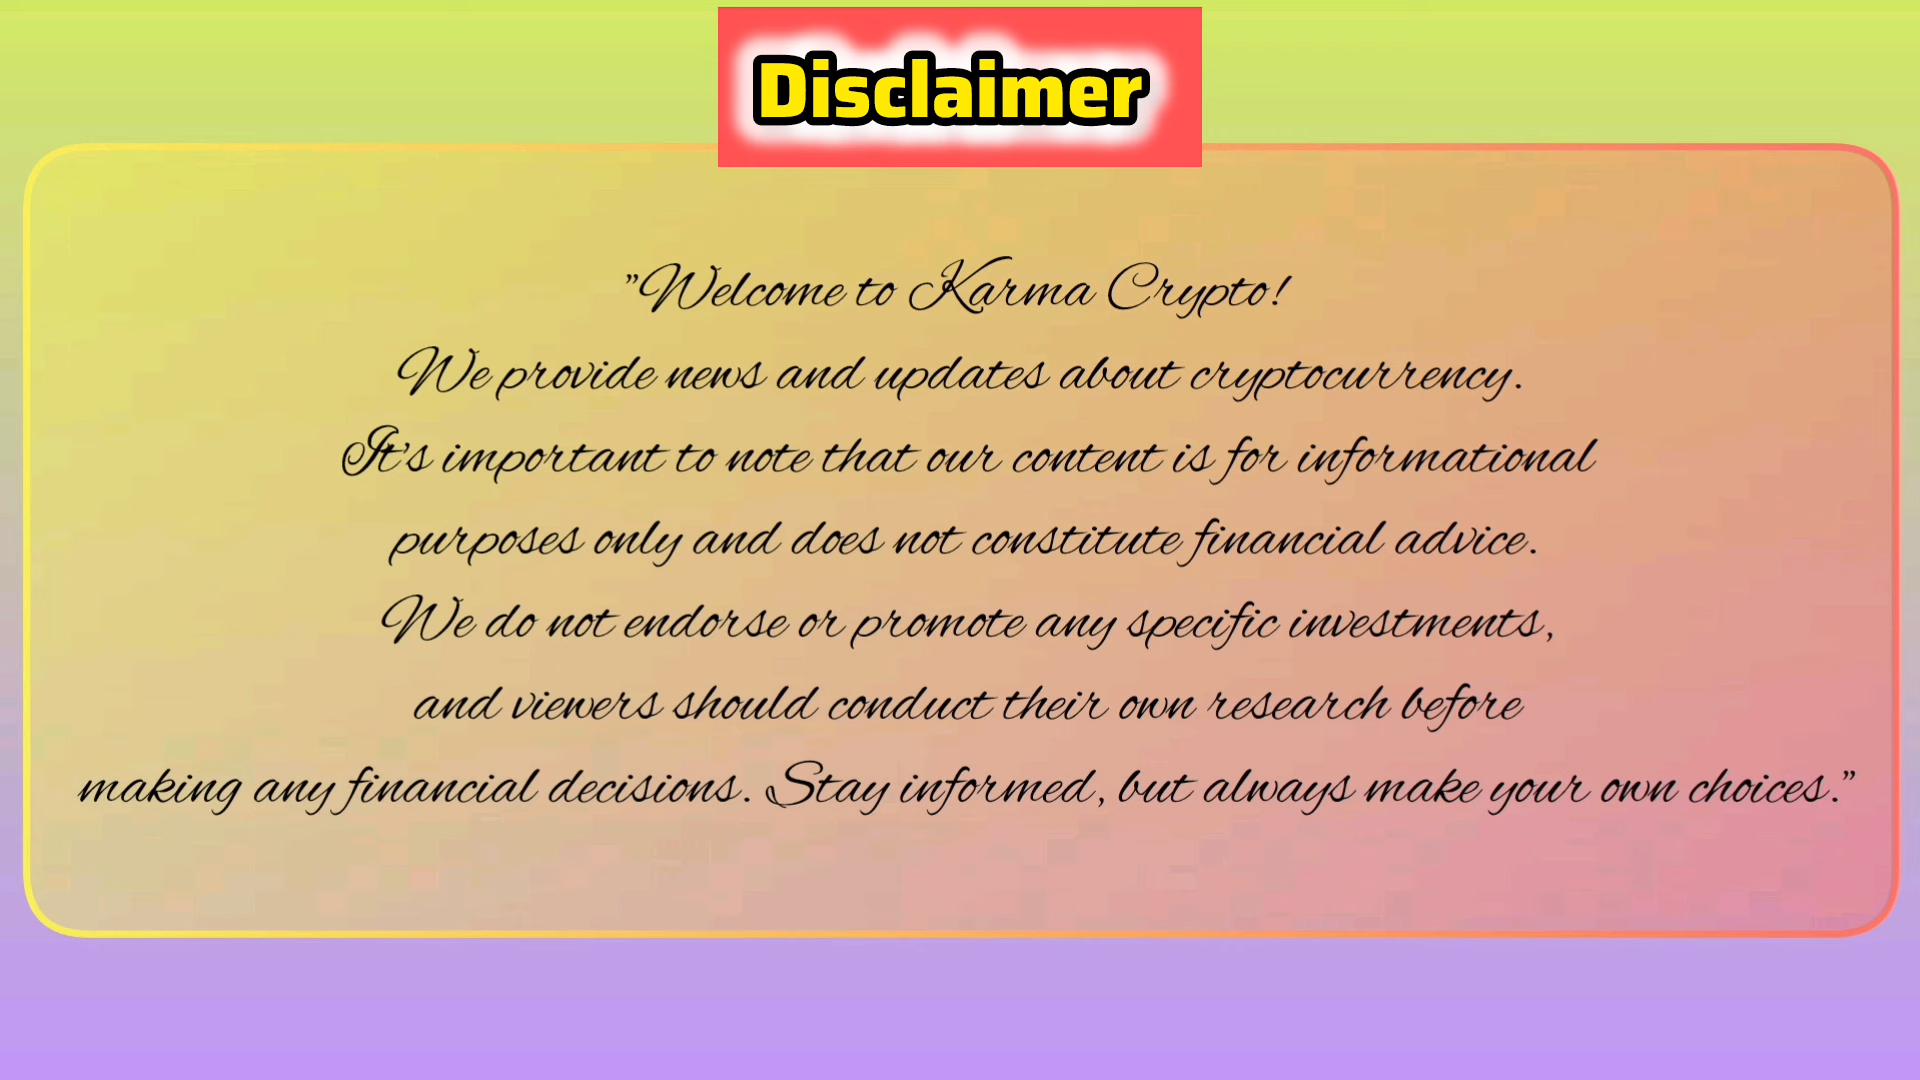 Disclaimer
"Welcome to Karma Crypto!
We provide news and updates about cryptocurrency.
It's important to note that our content is for informational
purposes only and does not constitute financial advice.
We do not endorse or promote any specific investments,
and viewers should conduct their own research before
making any financial decisions. Stay informed, but always make your own choices."